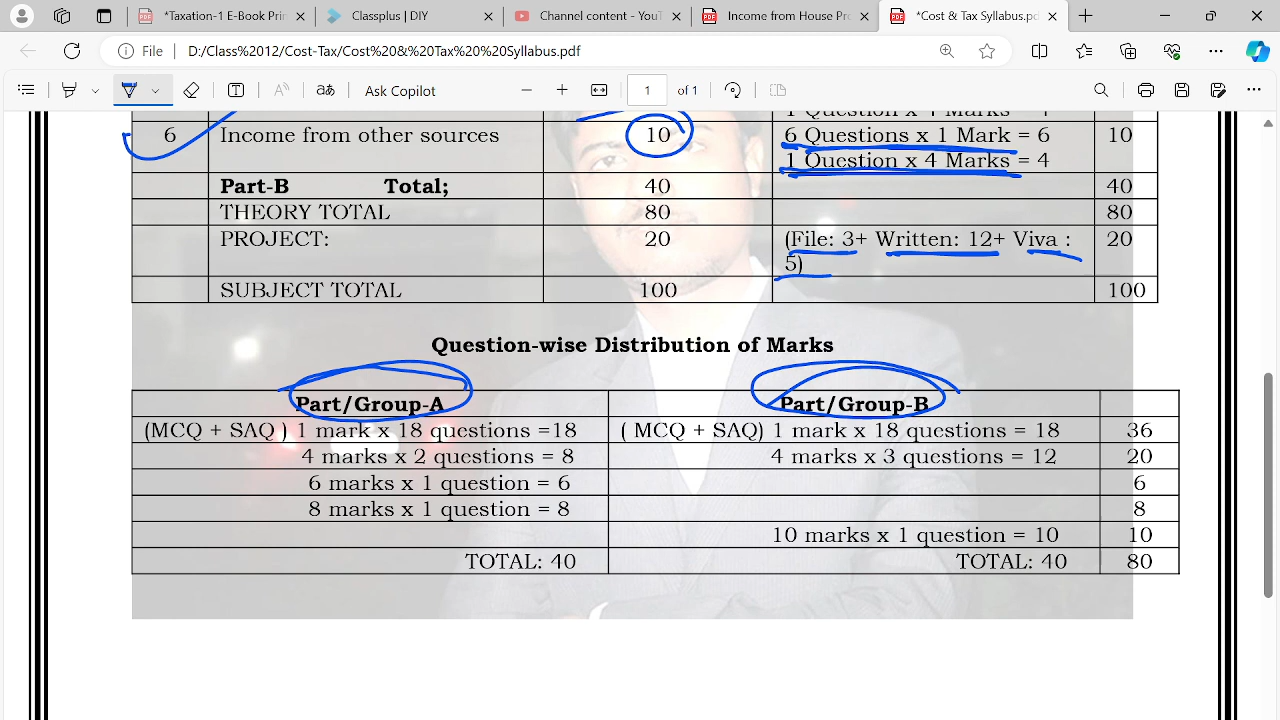 *Taxation-1 E-Book Pri
Classplus | DIY
Channel content - YouT
Income from House Pr
*Cost & Tax Syllabus.pd
File
D:/Class%2012/Cost-Tax/Cost%20&%20Tax%20%20Syllabus.pdf
Ask Copilot
1 of 1
1 Question x 4 Marks = 4
6 Income from other sources 10 6 Questions x 1 Mark = 6 10
1 Question x 4 Marks = 4
Part-B Total; 40 40
THEORY TOTAL 80 80
PROJECT: 20 (File: 3+ Written: 12+ Viva : 20
5)
SUBJECT TOTAL 100 100
Question-wise Distribution of Marks
Part/Group-A Part/Group-B
(MCQ + SAQ ) 1 mark x 18 questions =18 ( MCQ + SAQ) 1 mark x 18 questions = 18 36
4 marks x 2 questions = 8 4 marks x 3 questions = 12 20
6 marks x 1 question = 6 6
8 marks x 1 question = 8 8
10 marks x 1 question = 10 10
TOTAL: 40 TOTAL: 40 80